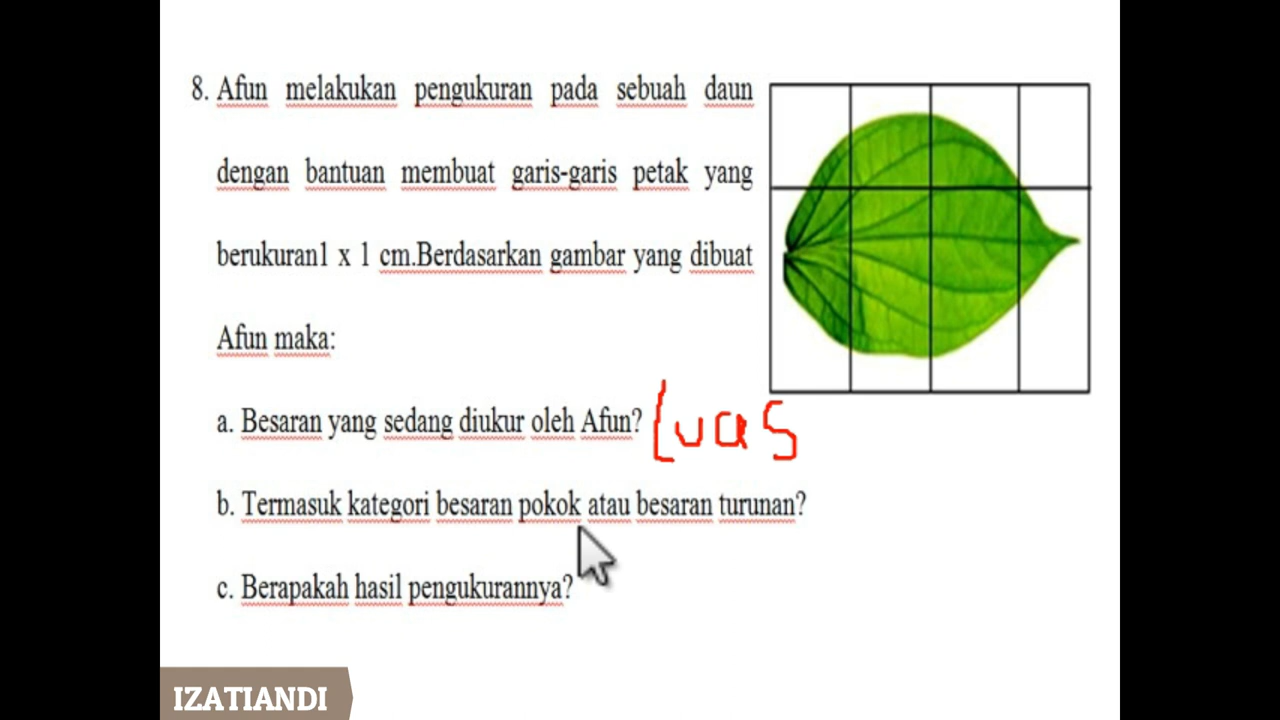 8. Afun melakukan pengukuran pada sebuah daun
dengan bantuan membuat garis-garis petak yang
berukuran1 x 1 cm.Berdasarkan gambar yang dibuat
Afun maka:
a. Besaran yang sedang diukur oleh Afun? Luas
b. Termasuk kategori besaran pokok atau besaran turunan?
c. Berapakah hasil pengukurannya?
IZATIANDI